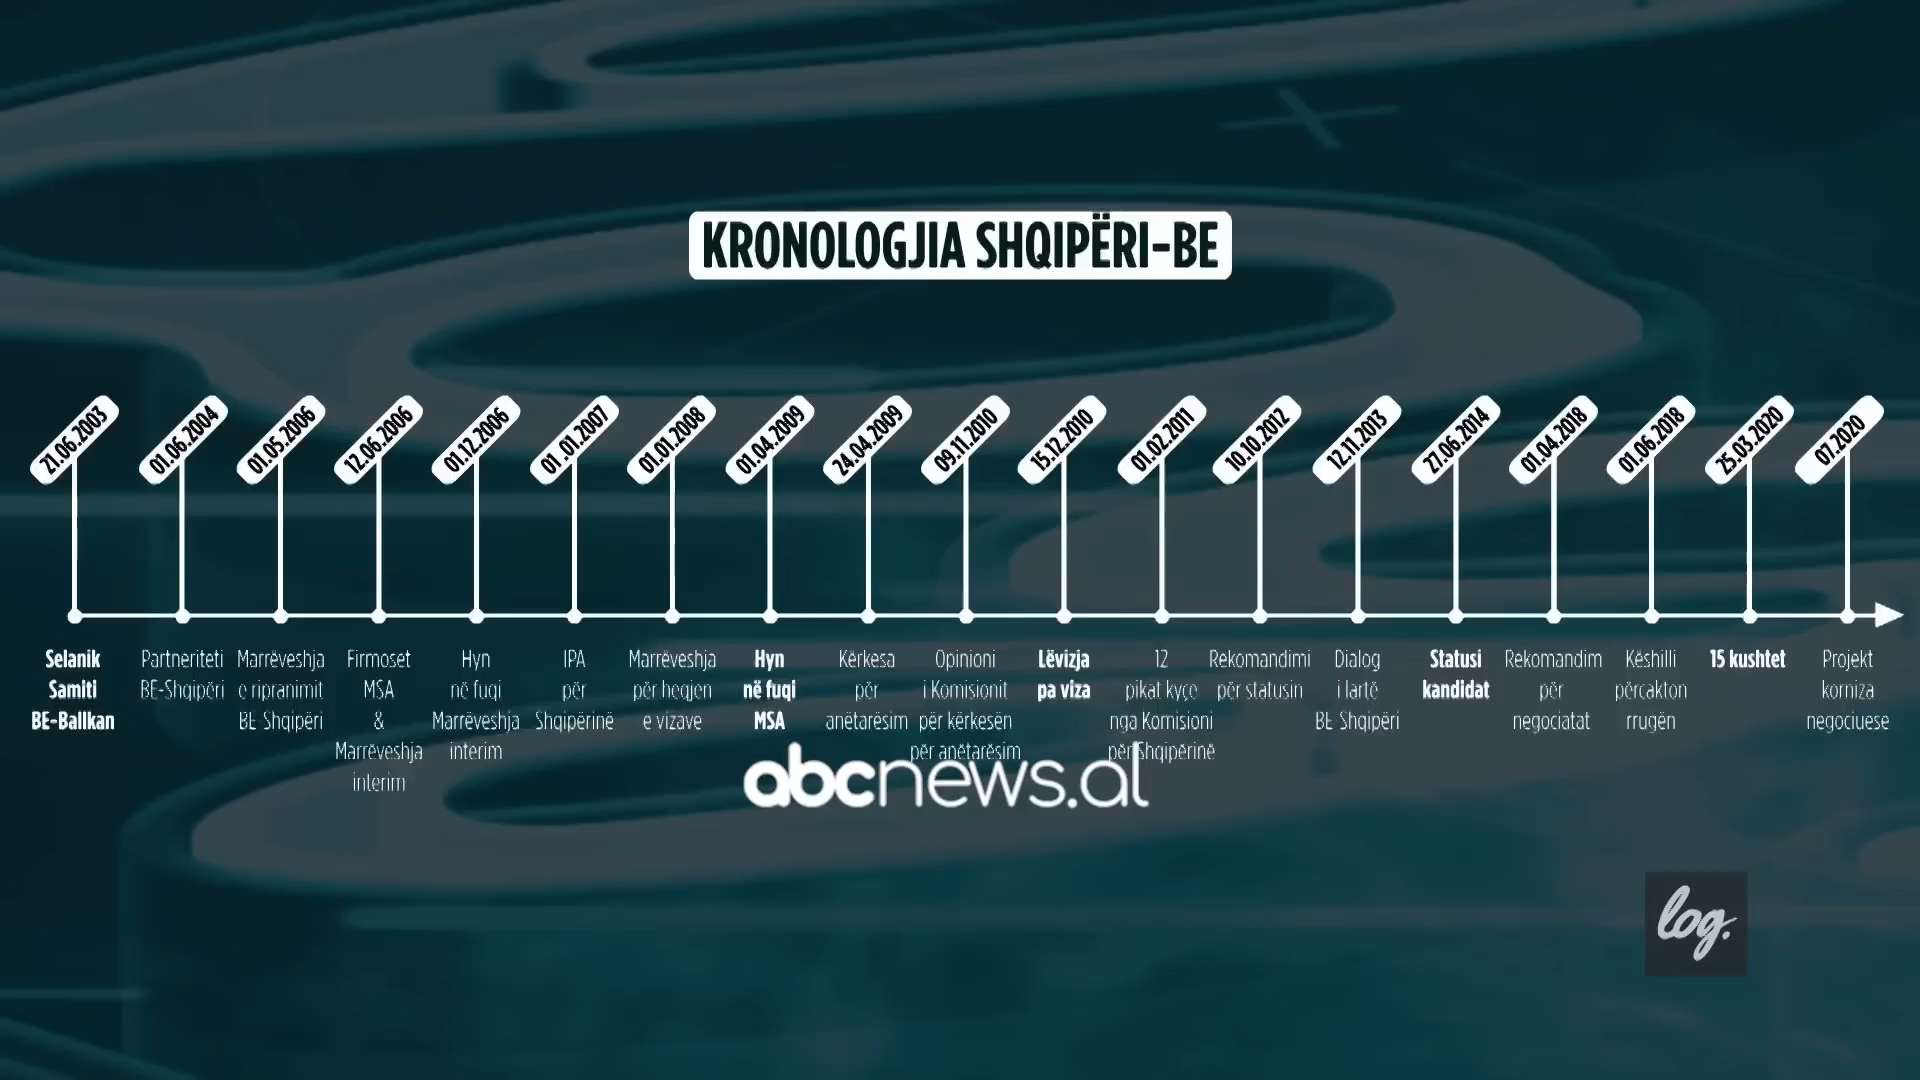 KRONOLOGJIA SHQIPËRI-BE
21.06.2003
01.06.2004
01.05.2006
12.06.2006
01.12.2006
01.01.2007
01.01.2008
01.04.2009
24.04.2009
09.11.2010
15.12.2010
01.02.2011
10.10.2012
12.11.2013
27.06.2014
01.04.2018
01.06.2018
25.03.2020
07.2020
Selanik
Samiti
BE-Ballkan
Partneriteti
BE-Shqipëri
Marrëveshja
e ripranimit
BE-Shqipëri
Firmoset
MSA
&
Marrëveshja
interim
Hyn
në fuqi
Marrëveshja
interim
IPA
për
Shqipërinë
Marrëveshja
për heqjen
e vizave
Hyn
në fuqi
MSA
Kërkesa
për
anëtarësim
Opinioni
i Komisionit
për kërkesën
për anëtarësim
Lëvizja
pa viza
12
pikat kyçe
nga Komisioni
për Shqipërinë
Rekomandimi
për statusin
Dialog
i lartë
BE-Shqipëri
Statusi
kandidat
Rekomandim
për
negociatat
Këshilli
përcakton
rrugën
15 kushtet
Projekt
korniza
negociuese
abcnews.al
log.